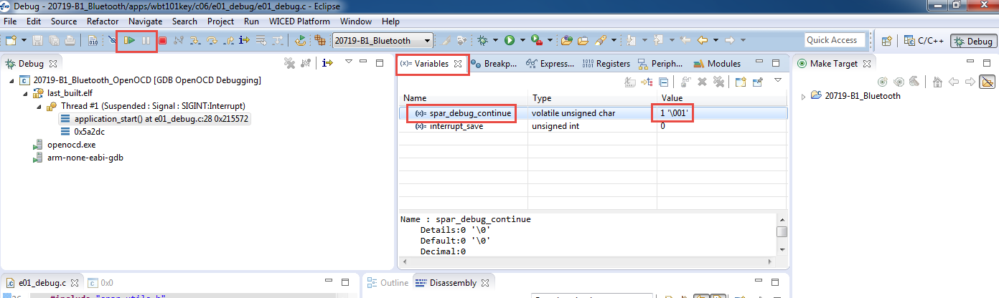 Debug - 20719-B1_Bluetooth/apps/wbt101key/c06/e01_debug/e01_debug.c - Eclipse
File Edit Source Refactor Navigate Search Project Run WICED Platform Window Help
010 20719-B1_Bluetooth Quick Access C/C++ Debug
Debug
20719-B1_Bluetooth_OpenOCD [GDB OpenOCD Debugging]
last_built.elf
Thread #1 (Suspended : Signal : SIGINT:Interrupt)
application_start() at e01_debug.c:28 0x215572
0x5a2dc
openocd.exe
arm-none-eabi-gdb
(x)= Variables Breakp... Express... 1010 0101 Registers Periph... Modules
Name Type Value
(x)= spar_debug_continue volatile unsigned char 1 '\001'
(x)= interrupt_save unsigned int 0
Name : spar_debug_continue
Details:0 '\0'
Default:0 '\0'
Decimal:0
Make Target
20719-B1_Bluetooth
e01_debug.c 0x0
Outline Disassembly